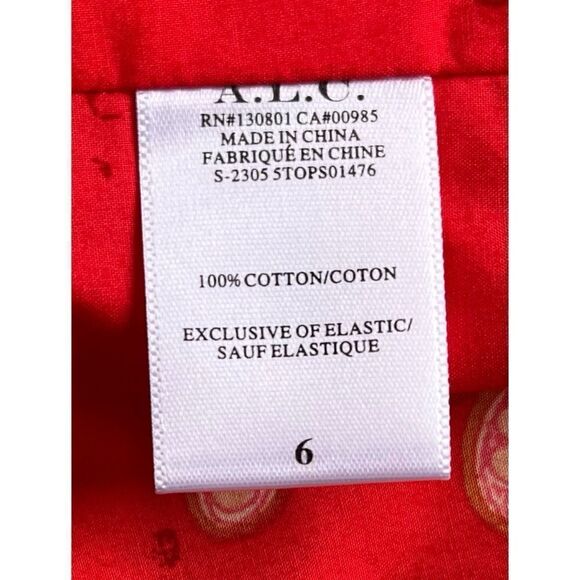 A.L.C.
RN#130801 CA#00985
MADE IN CHINA
FABRIQUÉ EN CHINE
S-2305 5TOPS01476
100% COTTON/COTON
EXCLUSIVE OF ELASTIC/
SAUF ELASTIQUE
6